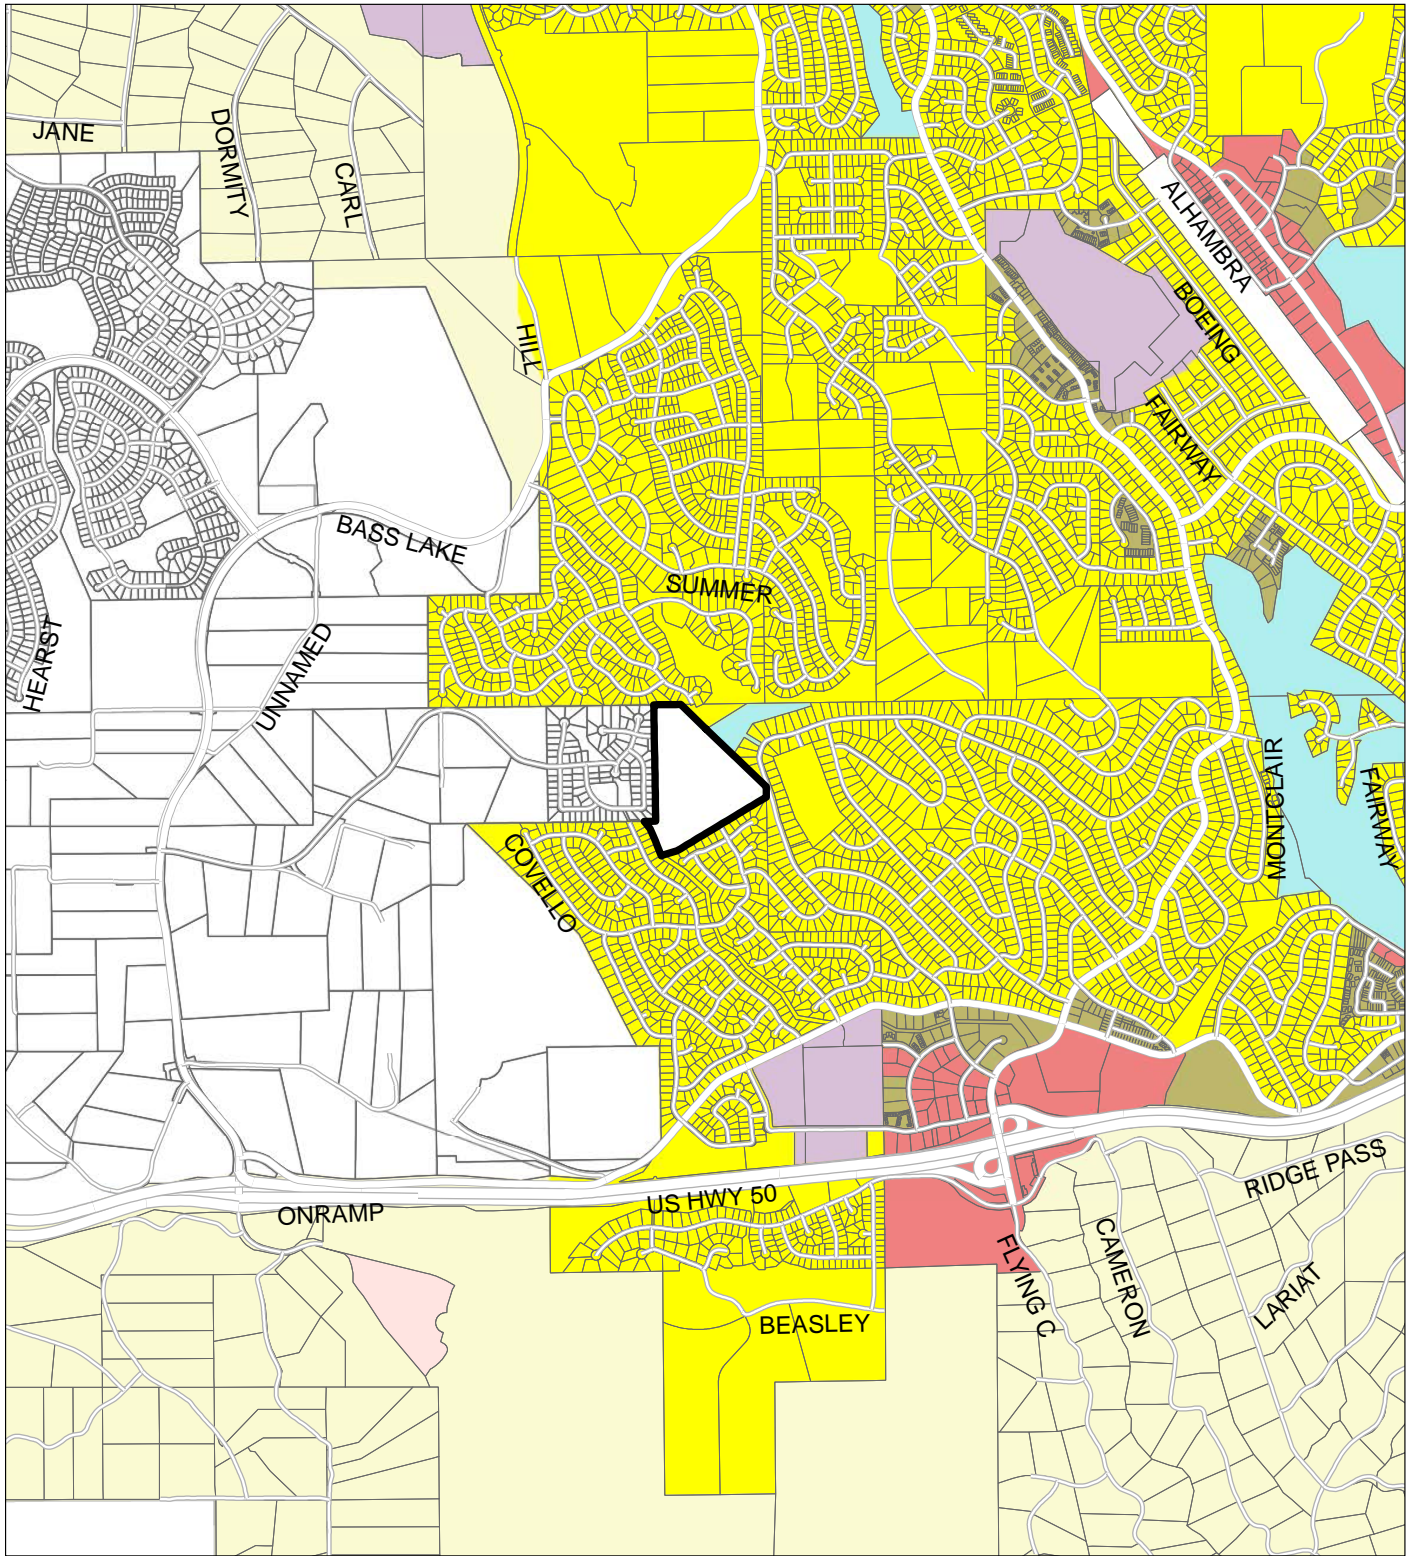 JANE
DORMITY
CARL
ALHAMBRA
BOEING
HILL
FAIRWAY
BASS LAKE
SUMMER
HEARST
UNNAMED
MONTCLAIR
FAIRWAY
COVELLO
RIDGE PASS
US HWY 50
ONRAMP
FLYING C
CAMERON
LARIAT
BEASLEY